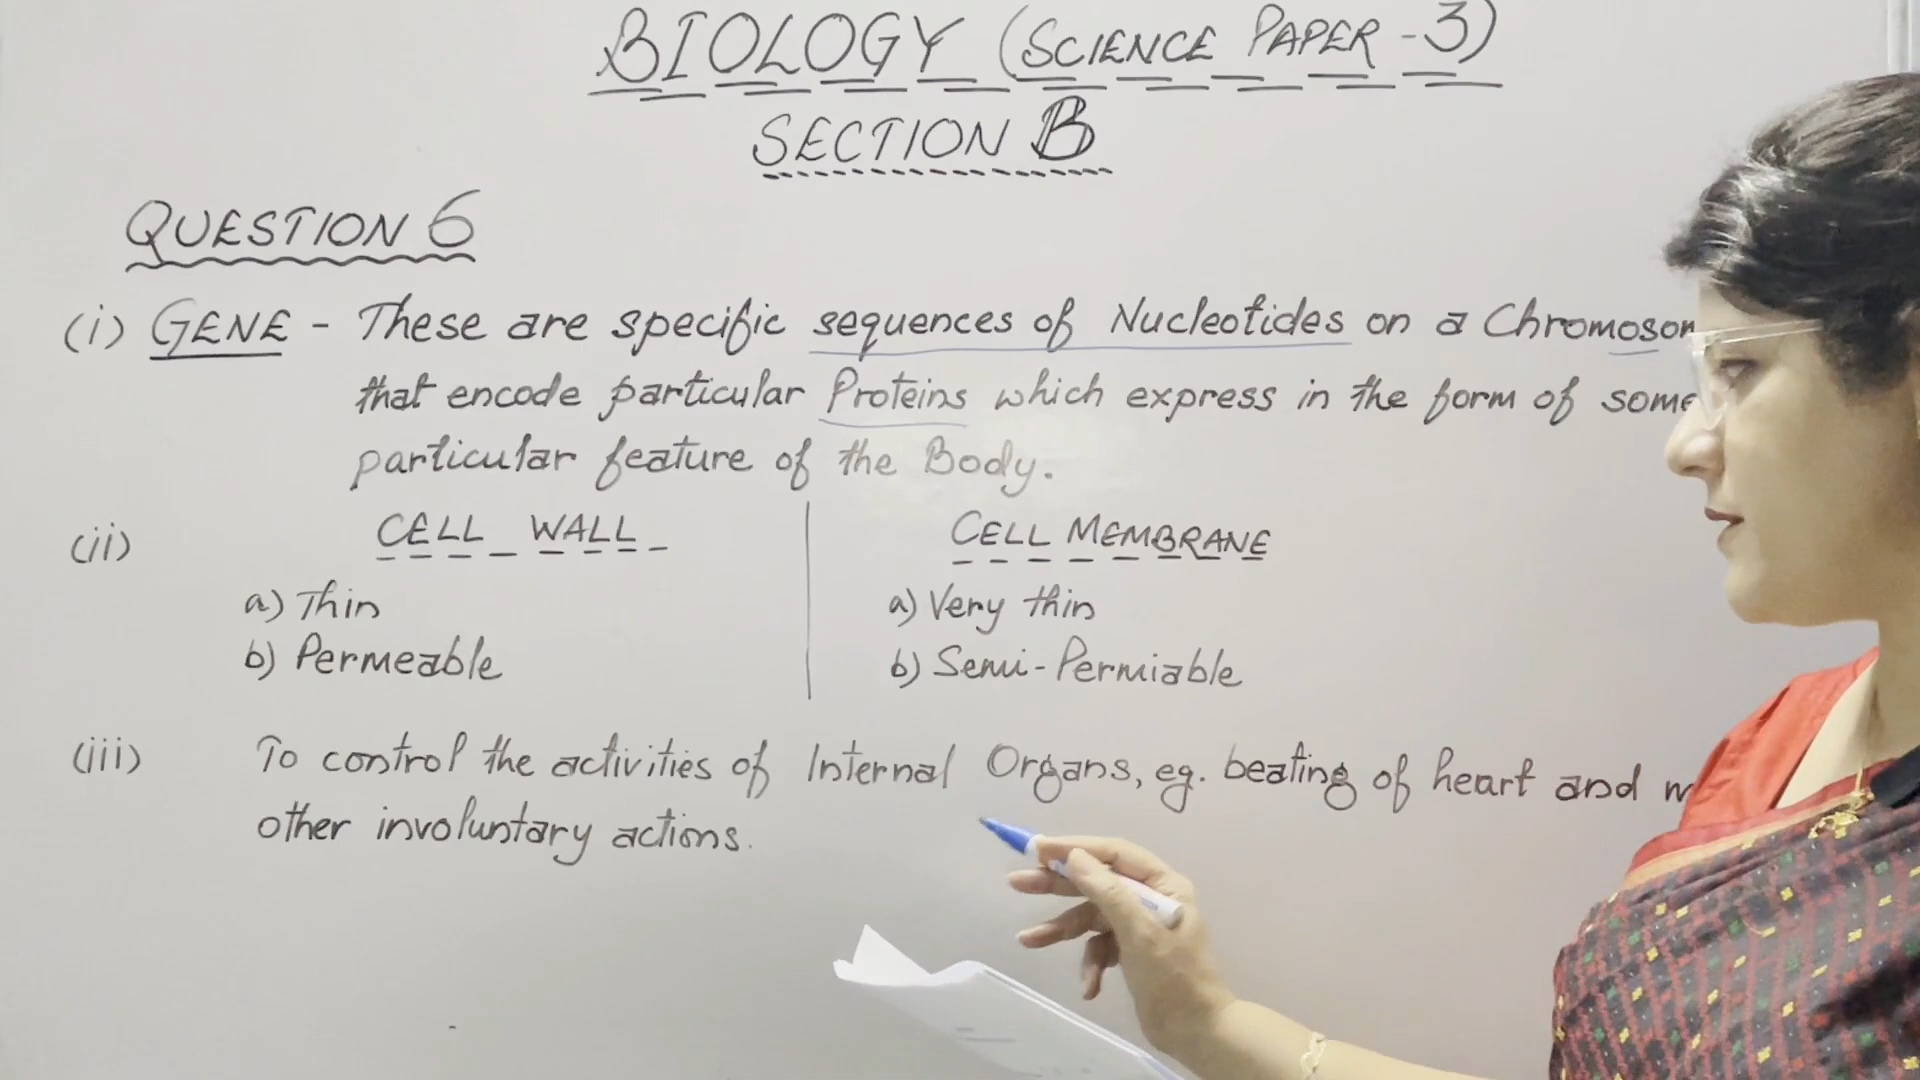 BIOLOGY (SCIENCE PAPER -3)
SECTION B
QUESTION 6
(i) GENE - These are specific sequences of Nucleotides on a
that encode particular Proteins which express in the form of some
particular feature of the Body.
(ii) CELL WALL CELL MEMBRANE
a) Thin a) Very thin
b) Permeable b) Semi-Permiable
(iii) To control the activities of Internal Organs, eg. beating of heart and
other involuntary actions.